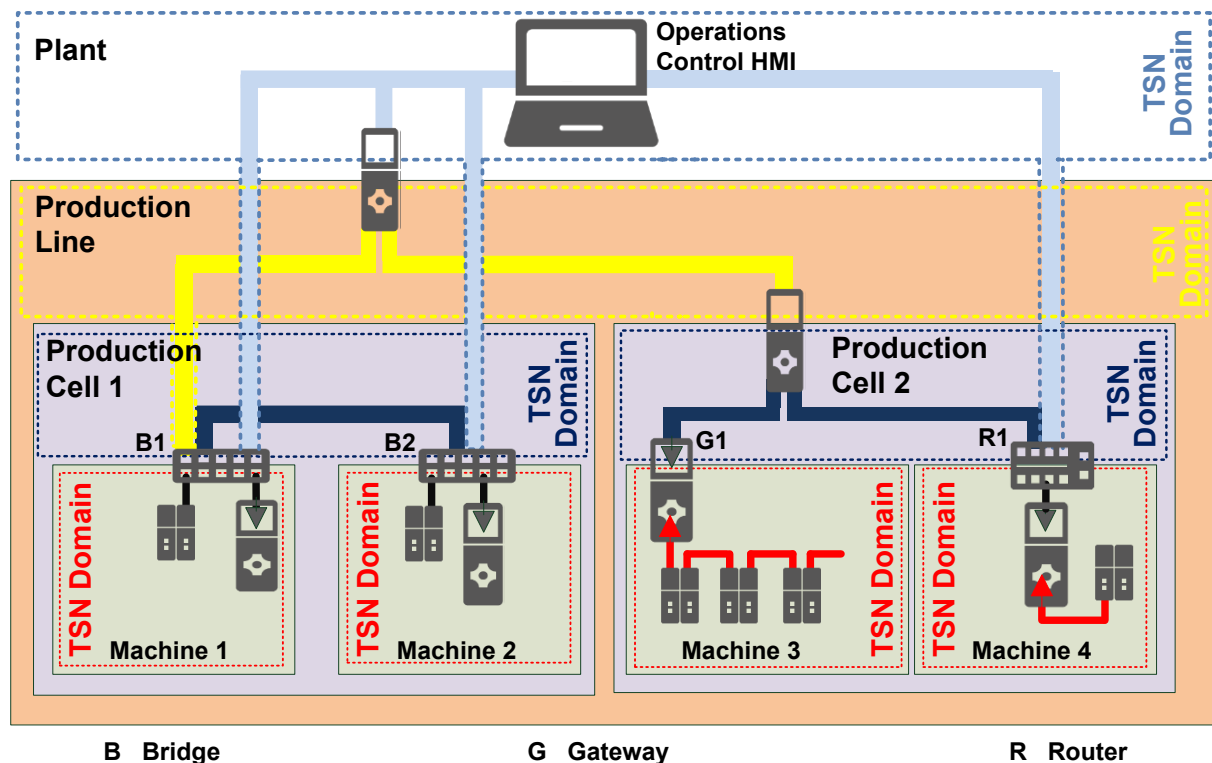 Plant
Operations
Control HMI
TSN
Domain
Production
Line
TSN
Domain
Production
Cell 1
TSN
Domain
Production
Cell 2
TSN
Domain
B1
B2
G1
R1
TSN Domain
Machine 1
TSN Domain
Machine 2
TSN Domain
Machine 3
TSN Domain
Machine 4
B Bridge
G Gateway
R Router